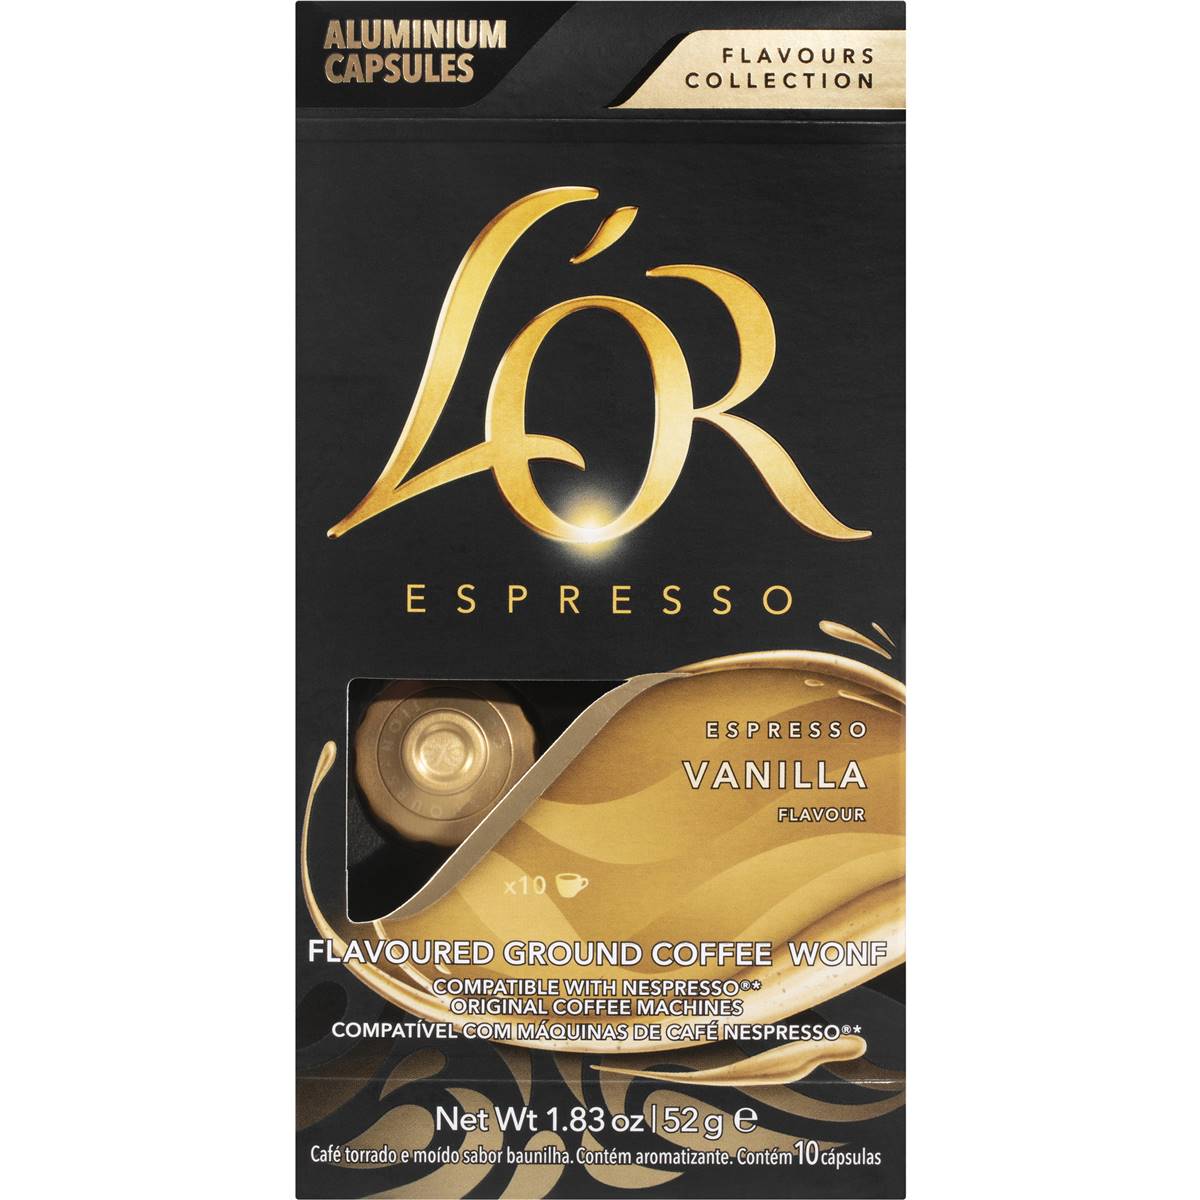 ALUMINIUM
CAPSULES
FLAVOURS
COLLECTION
L'OR
ESPRESSO
ESPRESSO
VANILLA
FLAVOUR
x10
FLAVOURED GROUND COFFEE WONF
COMPATIBLE WITH NESPRESSO®*
ORIGINAL COFFEE MACHINES
COMPATÍVEL COM MÁQUINAS DE CAFÉ NESPRESSO®*
Net Wt 1.83 oz | 52 g ℮
Café torrado e moído sabor baunilha. Contém aromatizante. Contém 10 cápsulas